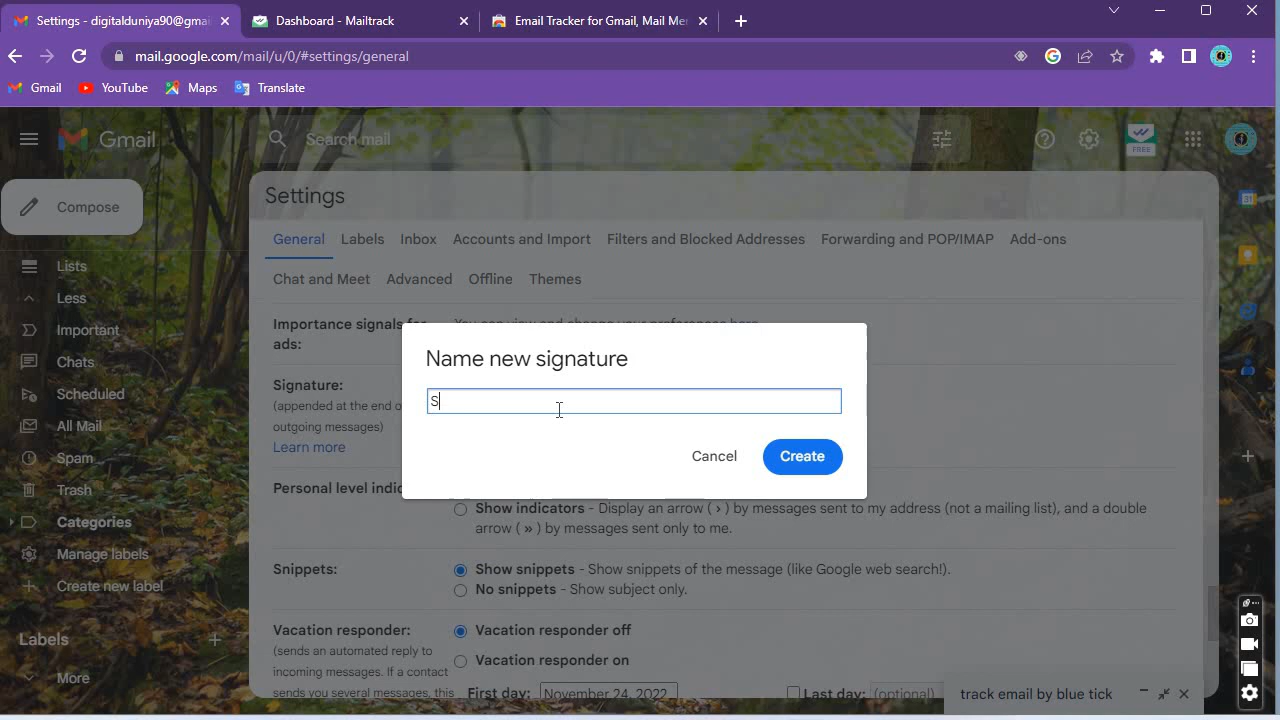 Settings - digitalduniya90@gmai
Dashboard - Mailtrack
Email Tracker for Gmail, Mail Mer
mail.google.com/mail/u/0/#settings/general
Gmail
YouTube
Maps
Translate
Gmail
Search mail
FREE
Compose
Settings
General
Labels
Inbox
Accounts and Import
Filters and Blocked Addresses
Forwarding and POP/IMAP
Add-ons
Chat and Meet
Advanced
Offline
Themes
Lists
Less
Important
Chats
Scheduled
All Mail
Spam
Trash
Categories
Manage labels
Create new label
Labels
More
Importance signals for
ads:
You can view and change your preferences here.
Signature:
(appended at the end o
outgoing messages)
Learn more
Name new signature
S
Cancel
Create
Personal level indic
Show indicators - Display an arrow ( › ) by messages sent to my address (not a mailing list), and a double
arrow ( » ) by messages sent only to me.
Snippets:
Show snippets - Show snippets of the message (like Google web search!).
No snippets - Show subject only.
Vacation responder:
(sends an automated reply to
incoming messages. If a contact
sends you several messages, this
Vacation responder off
Vacation responder on
First day:
November 24, 2022
Last day:
(optional)
track email by blue tick
31